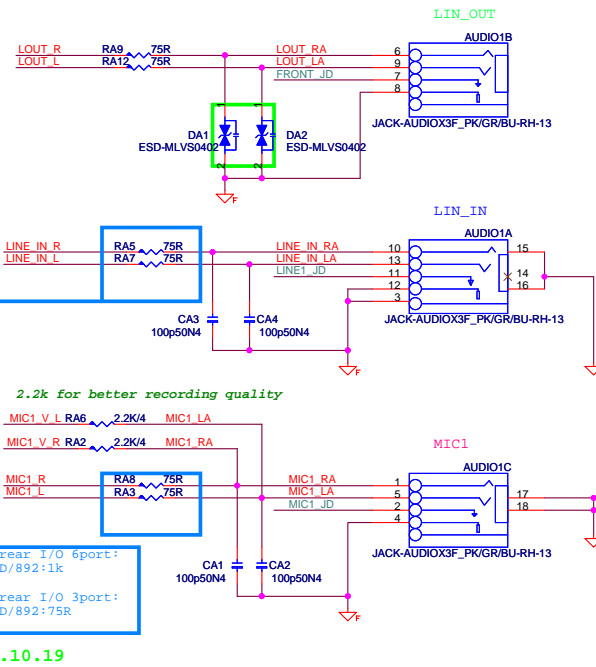 LIN_OUT
AUDIO1B
LOUT_R RA9 75R LOUT_RA 6
LOUT_L RA12 75R LOUT_LA 9
FRONT_JD 7
8
1 1
DA1 DA2
ESD-MLVS0402 ESD-MLVS0402
2 2
JACK-AUDIOX3F_PK/GR/BU-RH-13
F
LIN_IN
AUDIO1A
LINE_IN_R RA5 75R LINE_IN_RA 10 15
LINE_IN_L RA7 75R LINE_IN_LA 13
LINE1_JD 11 14
12 16
3
CA3 CA4
100p50N4 100p50N4
JACK-AUDIOX3F_PK/GR/BU-RH-13
F
2.2k for better recording quality
MIC1_V_L RA6 2.2K/4 MIC1_LA
MIC1_V_R RA2 2.2K/4 MIC1_RA
MIC1
AUDIO1C
MIC1_R RA8 75R MIC1_RA 1
MIC1_L RA3 75R MIC1_LA 5 17
MIC1_JD 2 18
4
JACK-AUDIOX3F_PK/GR/BU-RH-13
rear I/O 6port:
D/892:1k
CA1 CA2
100p50N4 100p50N4
rear I/O 3port:
D/892:75R
F
.10.19